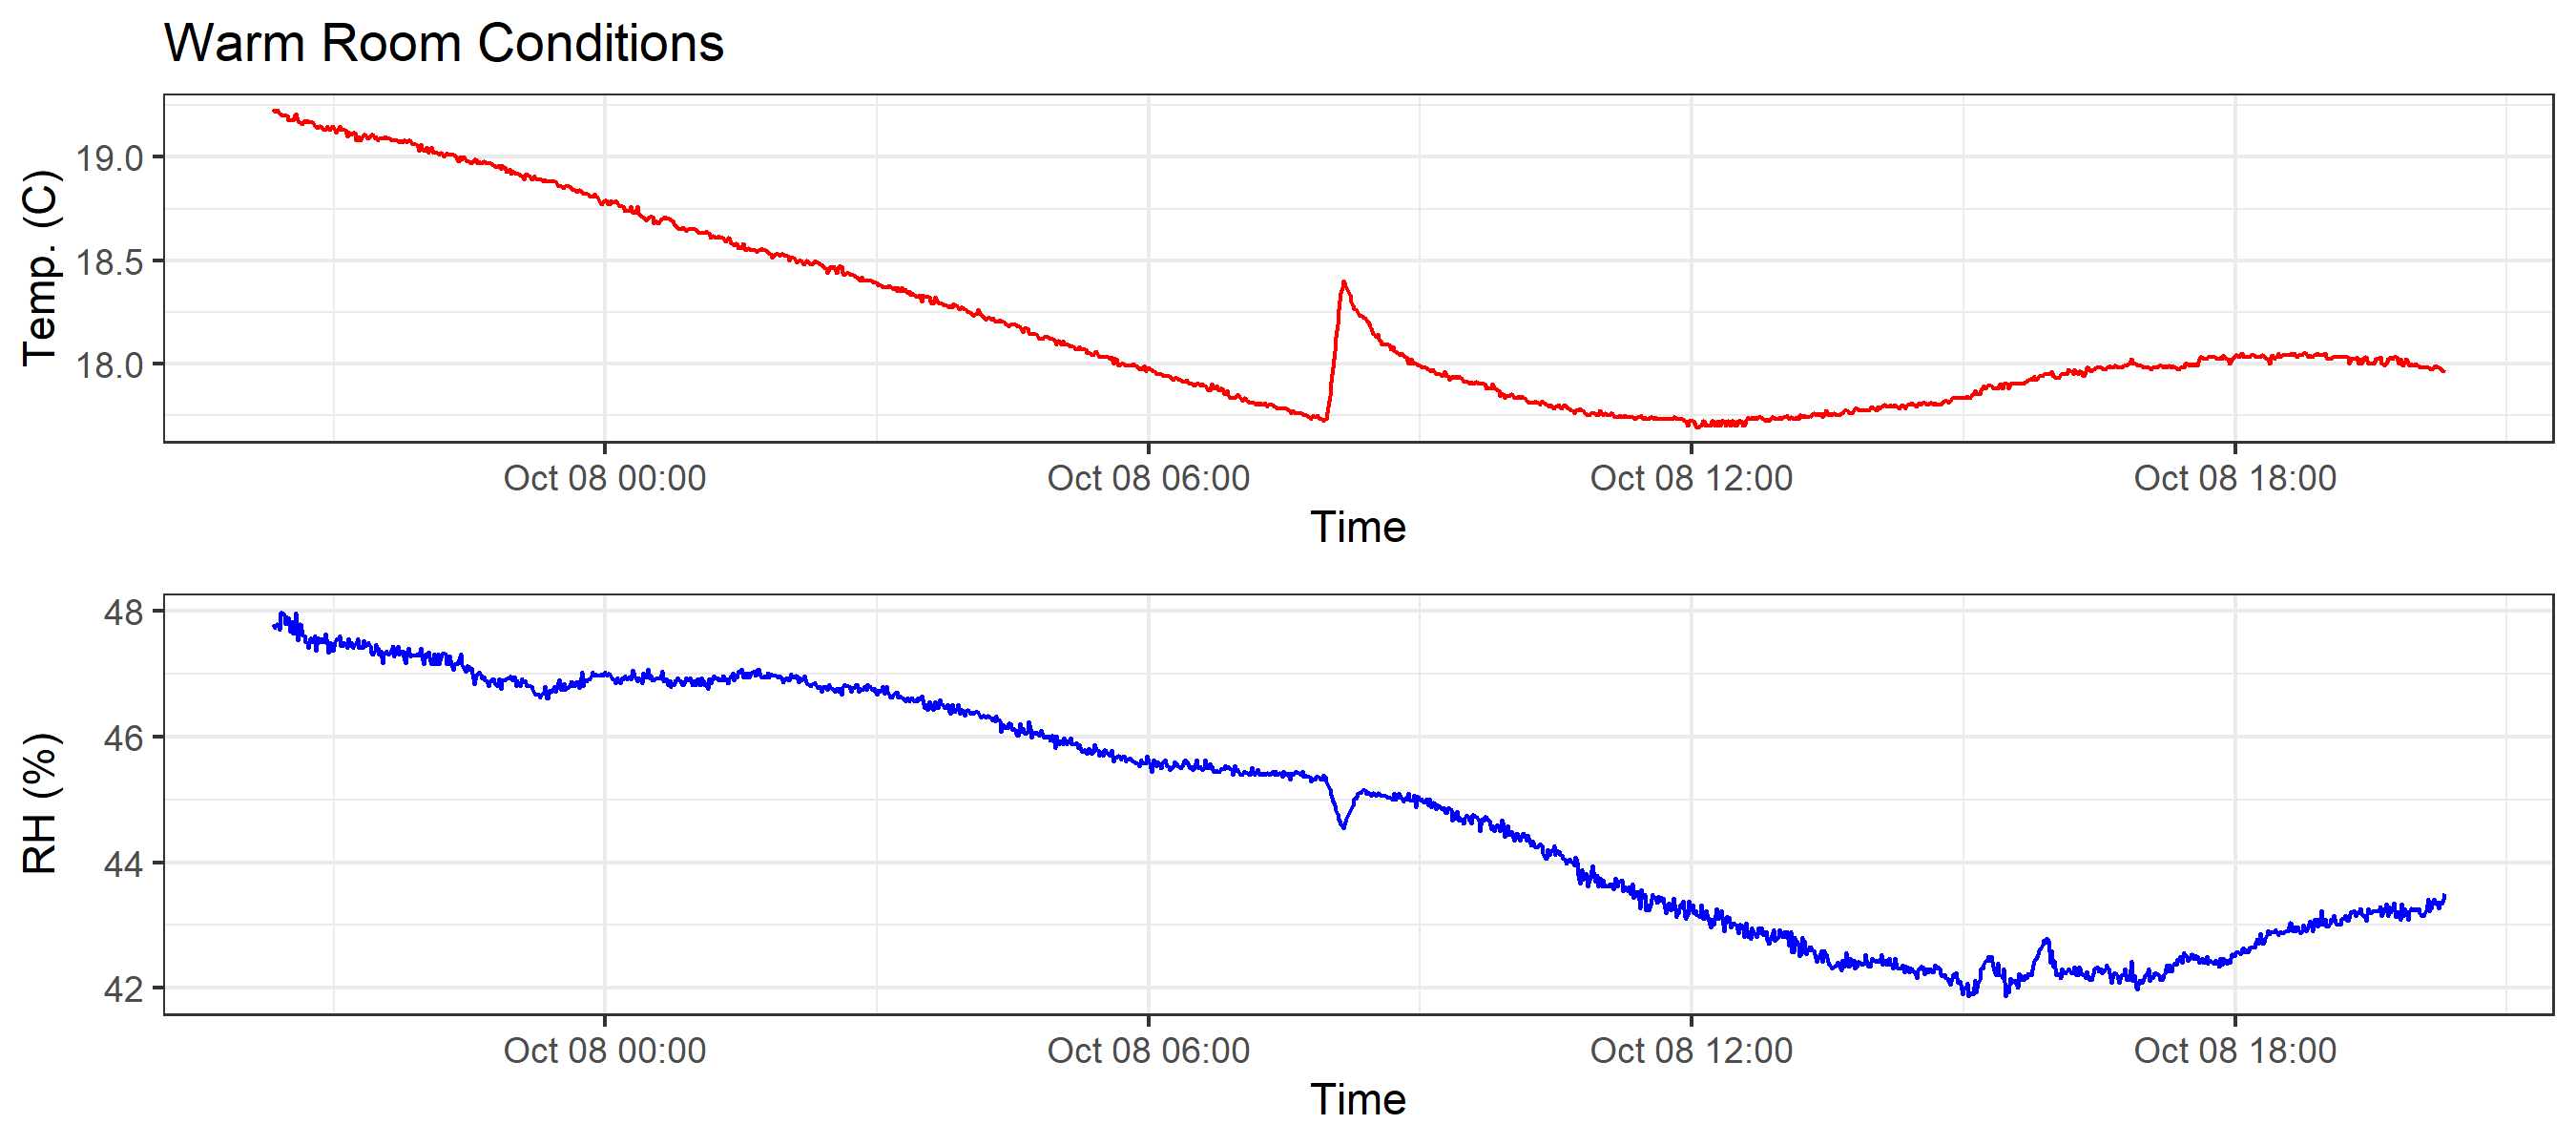 Warm Room Conditions
Temp. (C)
19.0
18.5
18.0
Oct 08 00:00 Oct 08 06:00 Oct 08 12:00 Oct 08 18:00
Time
RH (%)
48
46
44
42
Oct 08 00:00 Oct 08 06:00 Oct 08 12:00 Oct 08 18:00
Time